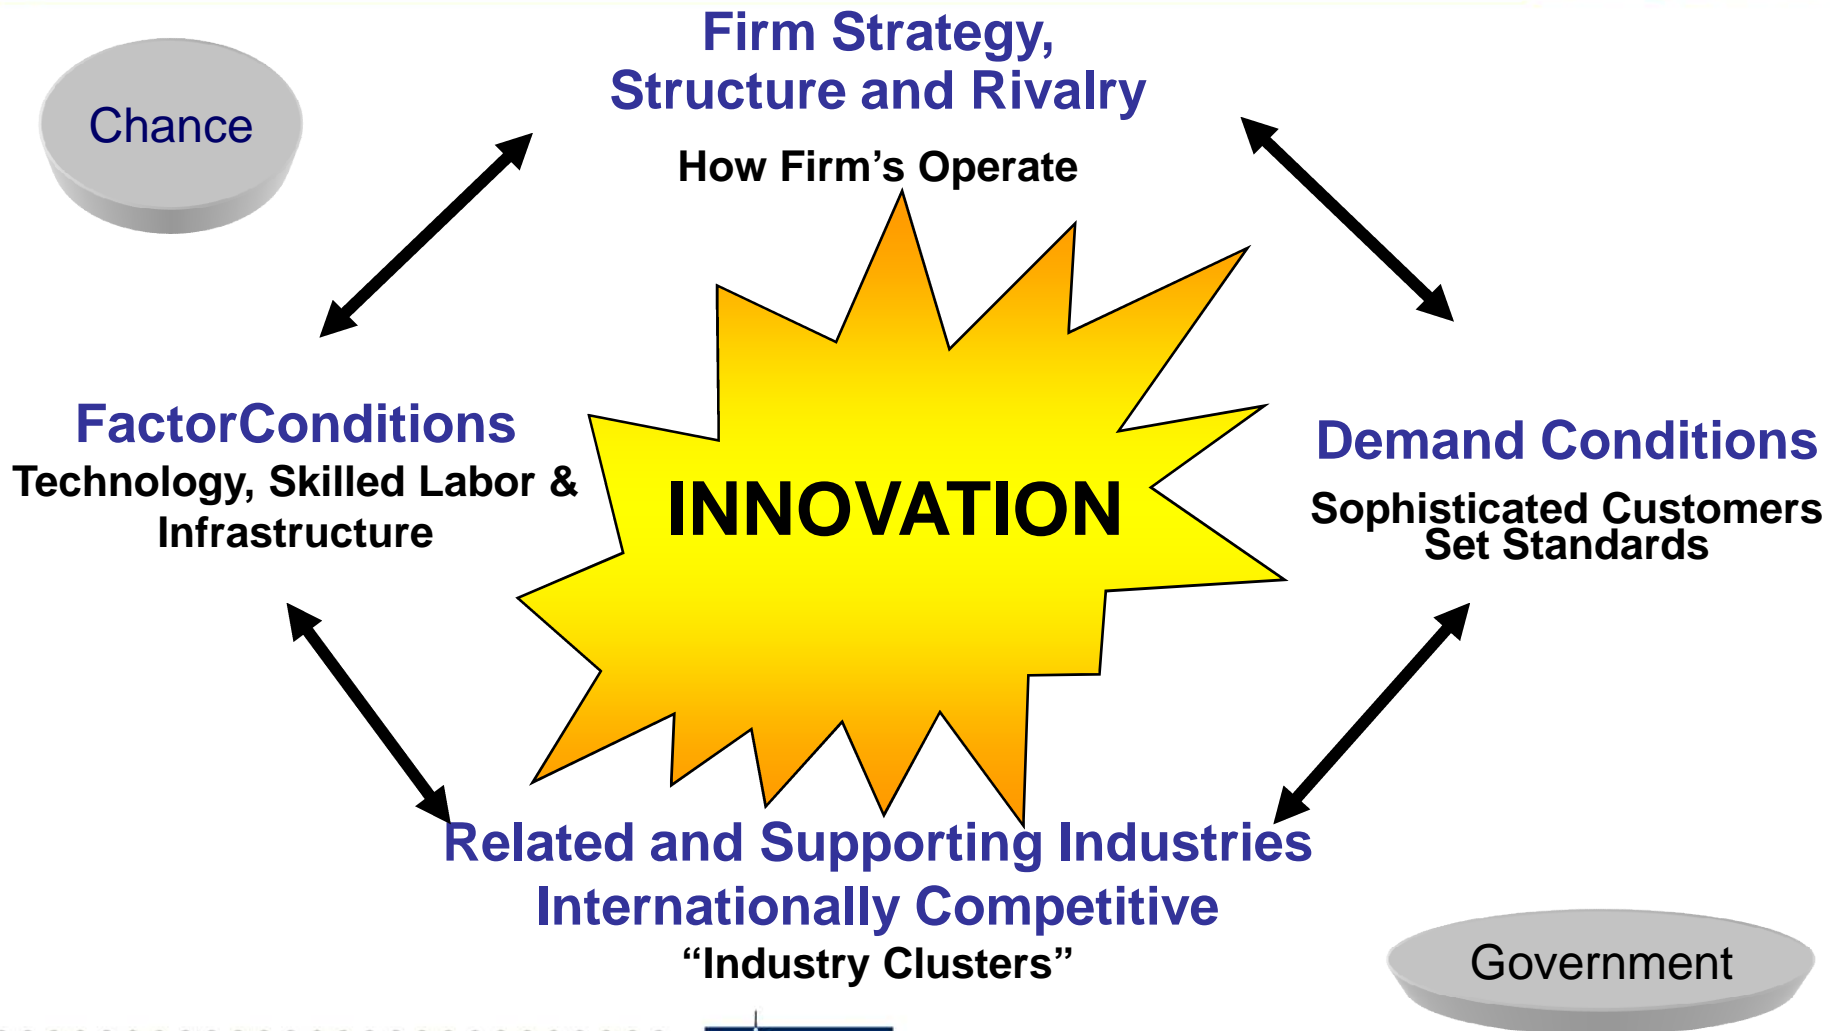 Firm Strategy,
Structure and Rivalry
How Firm’s Operate
Chance
FactorConditions
Technology, Skilled Labor &
Infrastructure
INNOVATION
Demand Conditions
Sophisticated Customers
Set Standards
Related and Supporting Industries
Internationally Competitive
“Industry Clusters”
Government